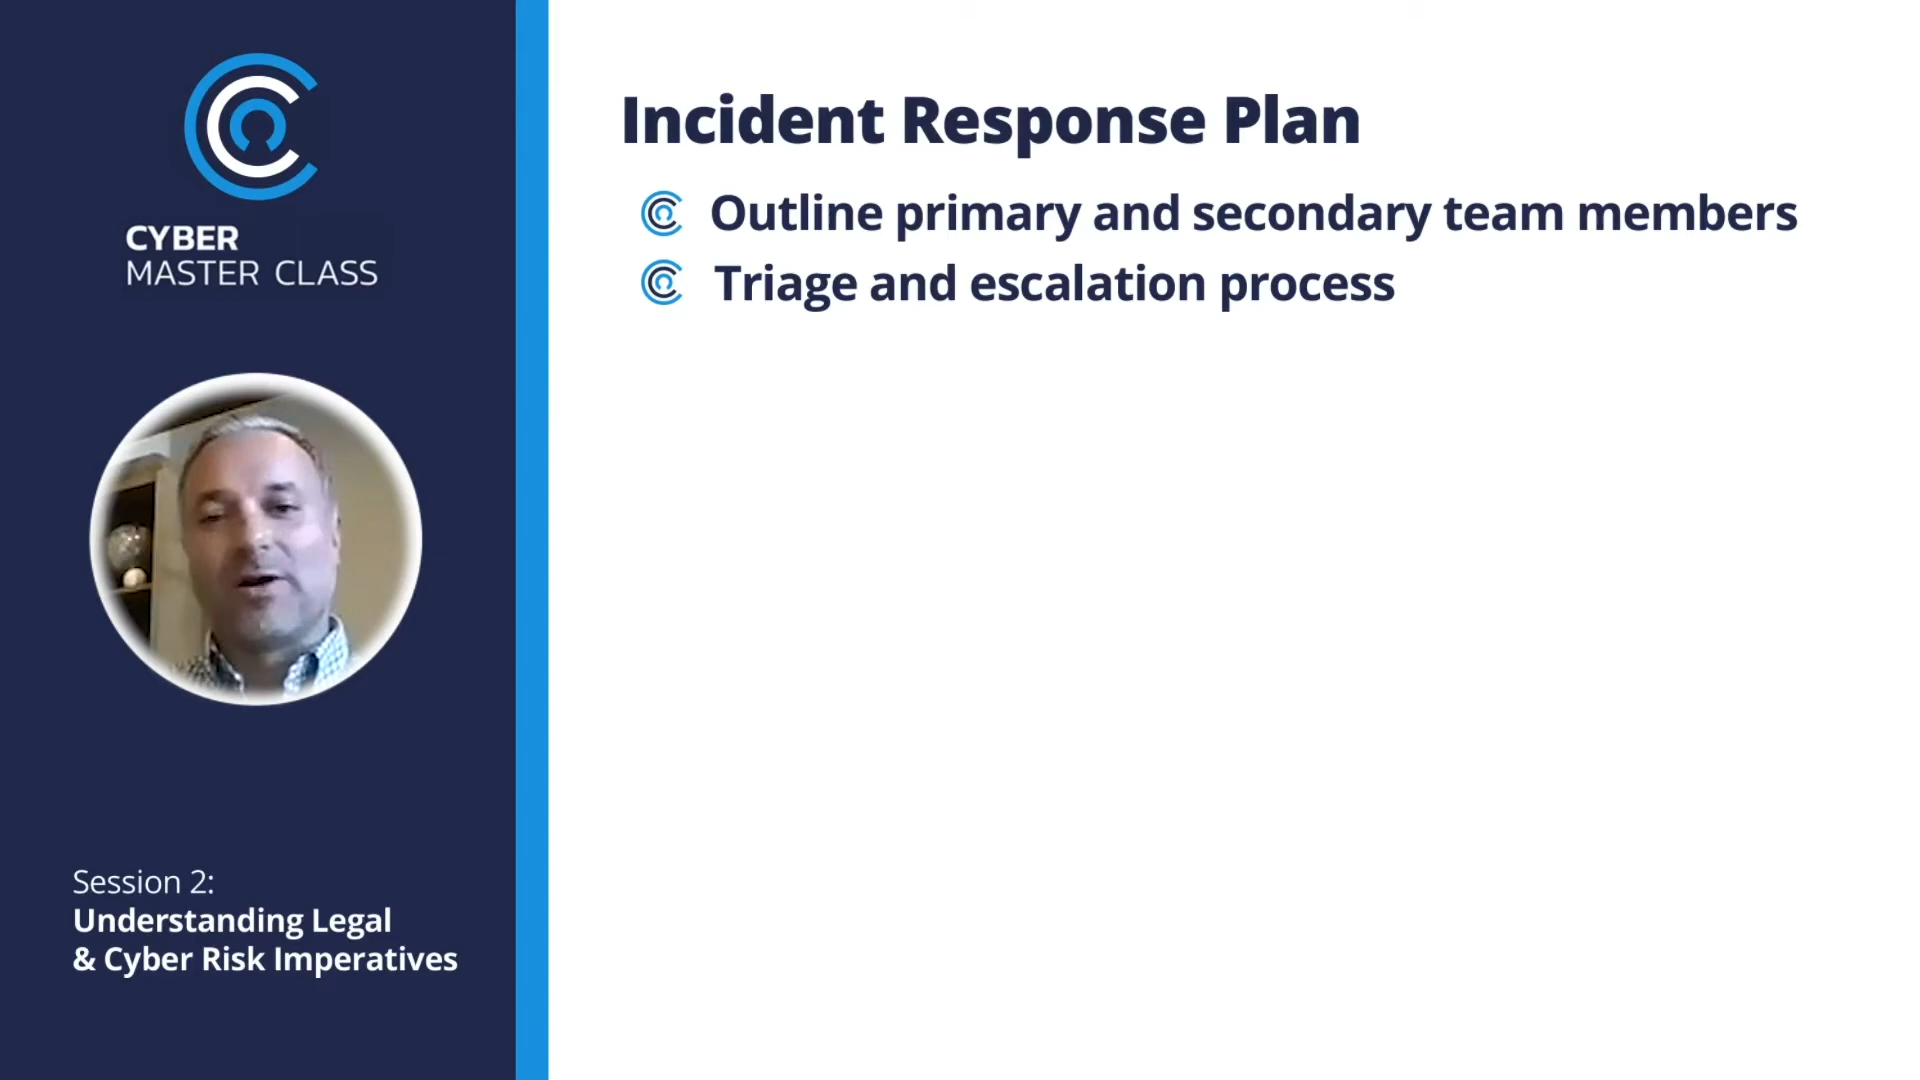 CYBER
MASTER CLASS
Session 2:
Understanding Legal
& Cyber Risk Imperatives
Incident Response Plan
Outline primary and secondary team members
Triage and escalation process